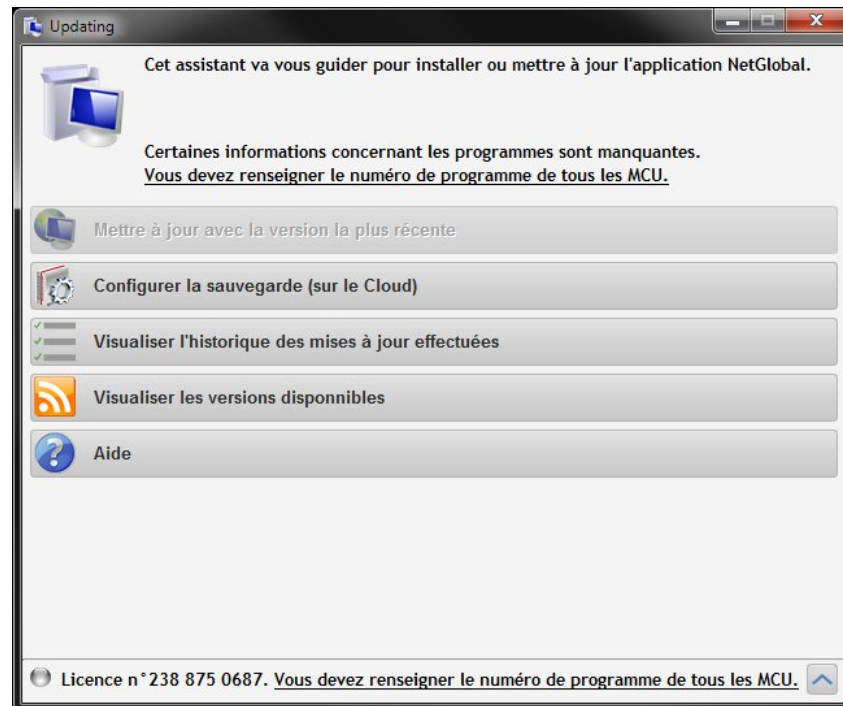 Updating
Cet assistant va vous guider pour installer ou mettre à jour l'application NetGlobal.
Certaines informations concernant les programmes sont manquantes.
Vous devez renseigner le numéro de programme de tous les MCU.
Mettre à jour avec la version la plus récente
Configurer la sauvegarde (sur le Cloud)
Visualiser l'historique des mises à jour effectuées
Visualiser les versions disponnibles
Aide
Licence n°238 875 0687. Vous devez renseigner le numéro de programme de tous les MCU.